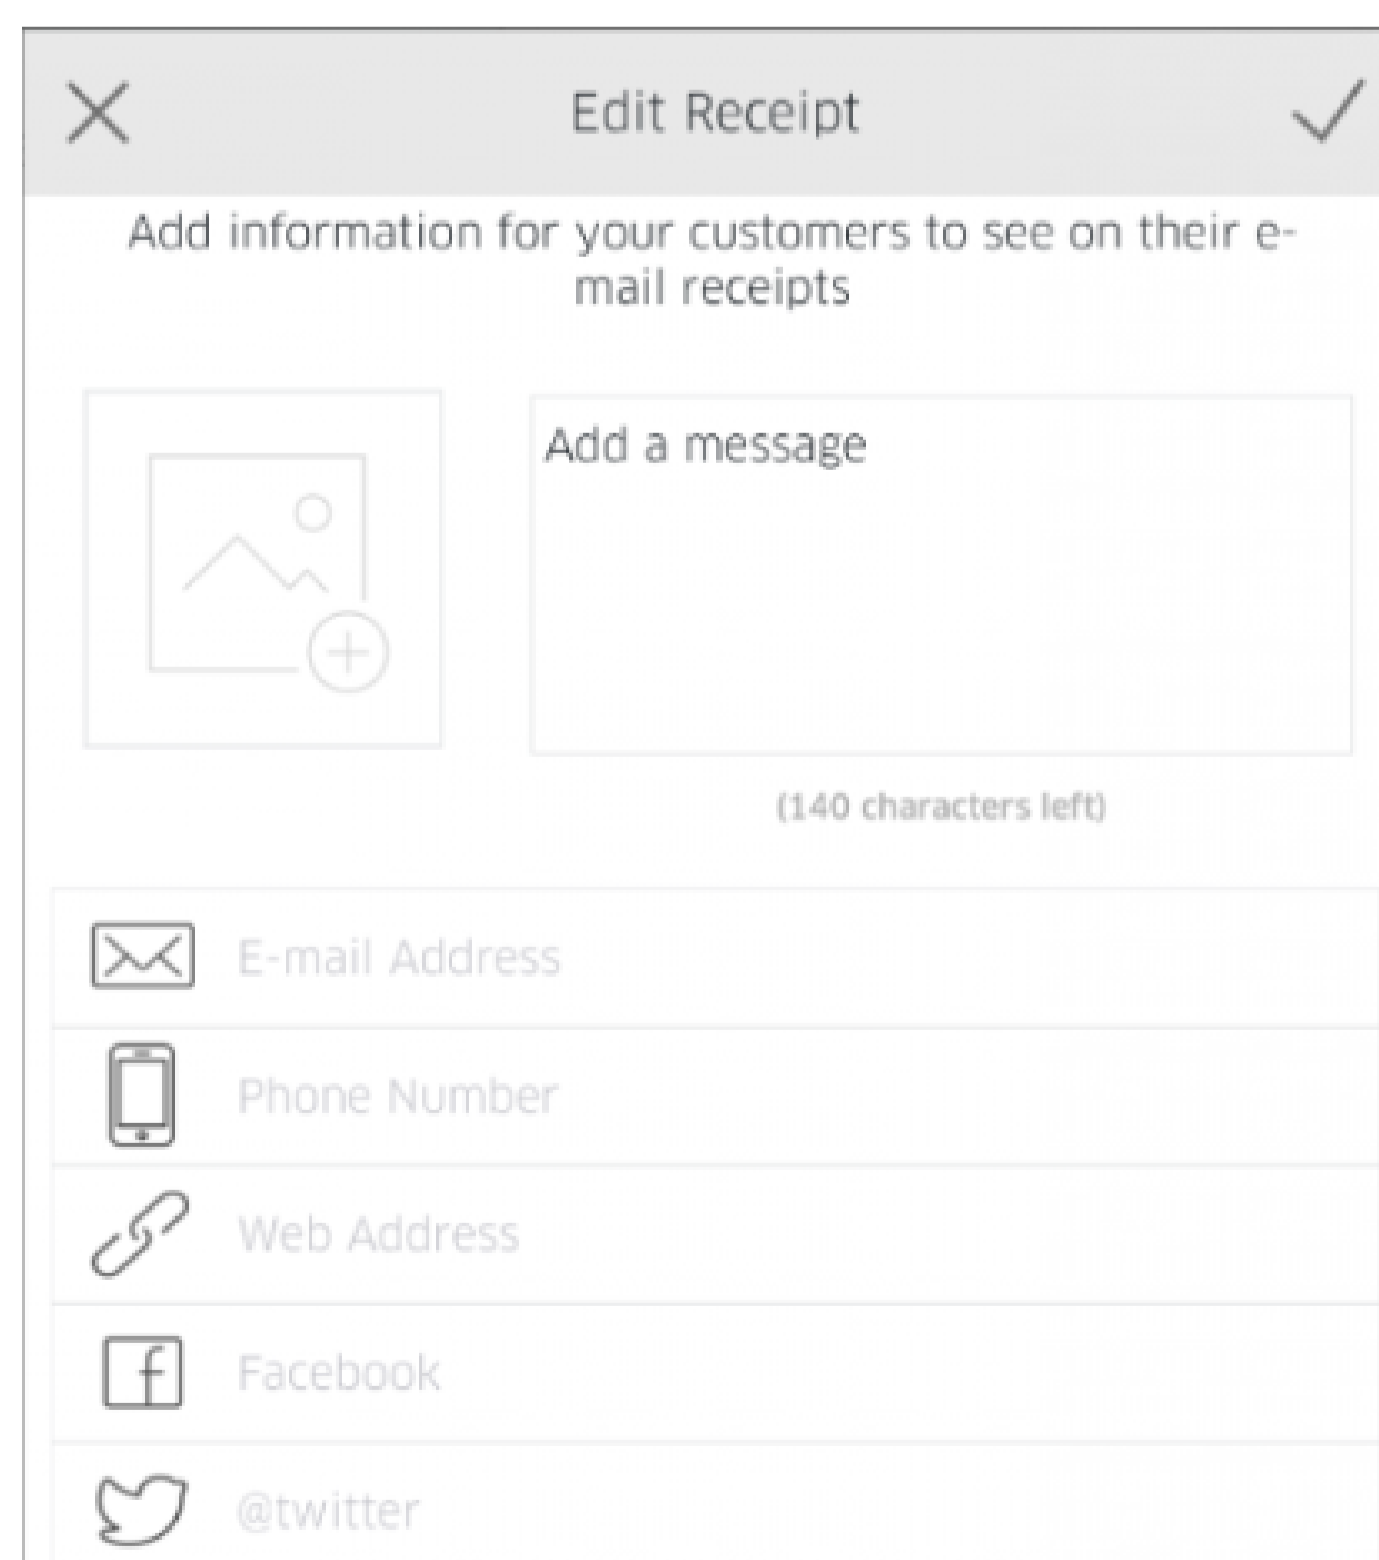 Edit Receipt
Add information for your customers to see on their e-
mail receipts
Add a message
(140 characters left)
E-mail Address
Phone Number
Web Address
Facebook
@twitter